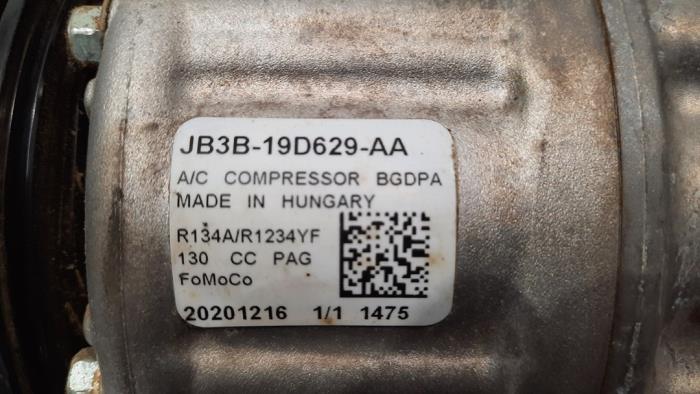 JB3B-19D629-AA
A/C COMPRESSOR BGDPA
MADE IN HUNGARY
R134A/R1234YF
130 CC PAG
FoMoCo
20201216 1/1 1475